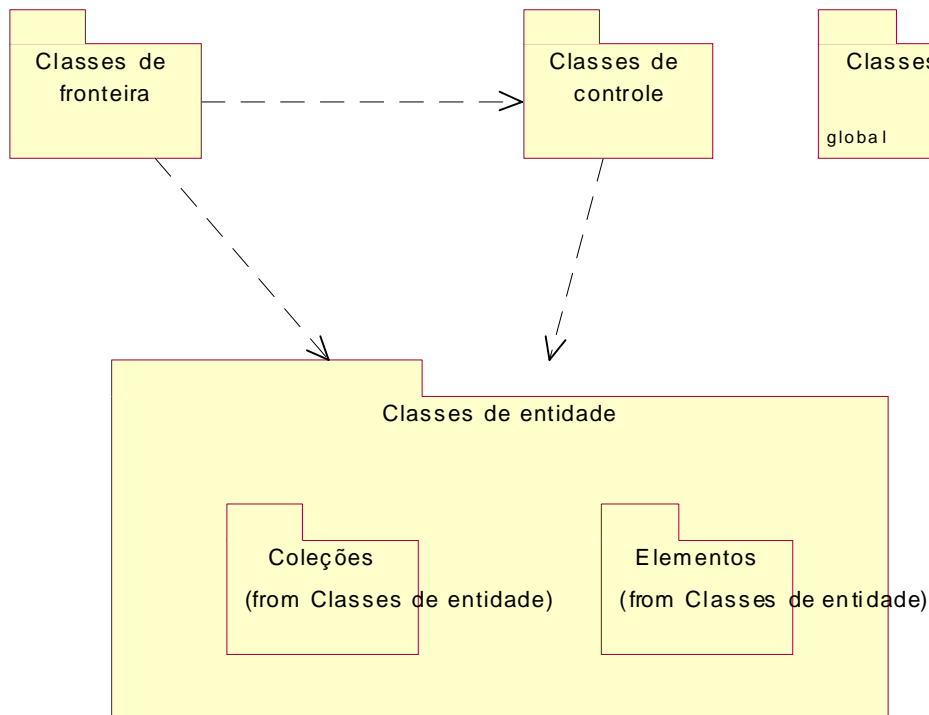 Classes de
fronteira
Classes de
controle
Classes
global
Classes de entidade
Coleções
(from Classes de entidade)
Elementos
(from Classes de entidade)